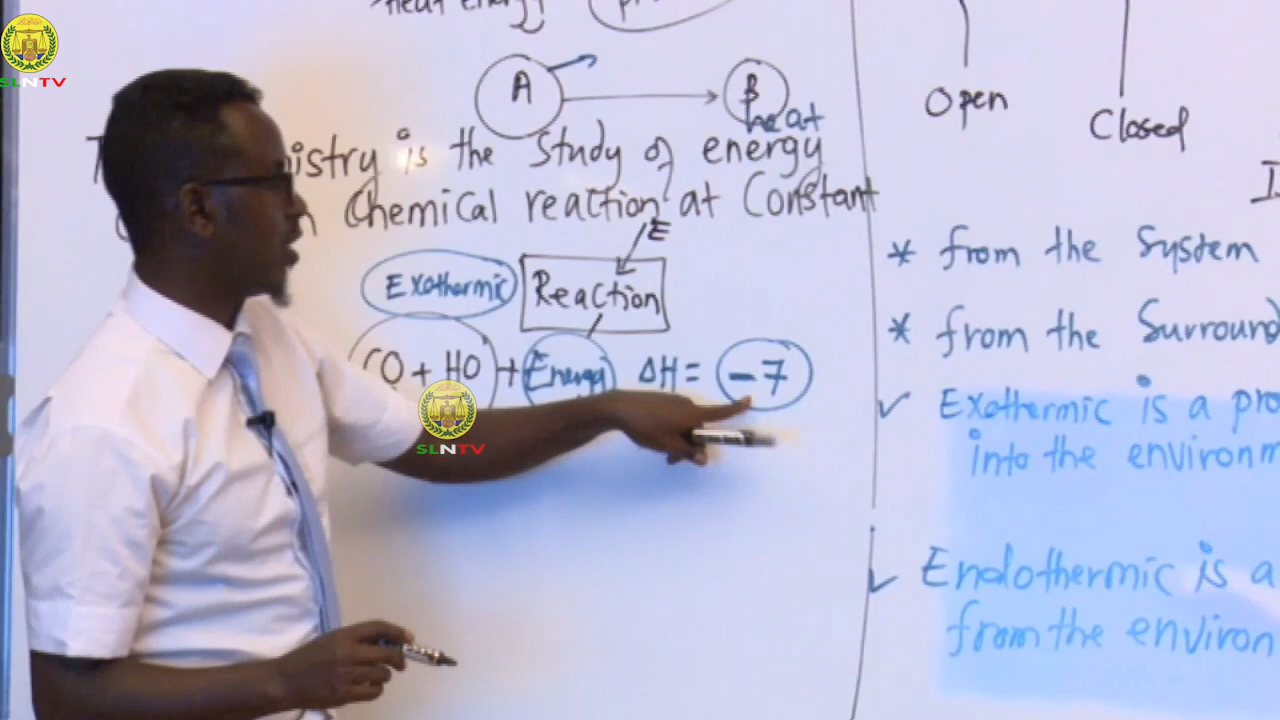 heat energy
A
B
heat
istry is the Study of energy
n Chemical reaction at Constant
E
Exothermic
Reaction
CO + HO + Energy ΔH = -7
Open
Closed
I
* from the System
* from the Surround
✓ Exothermic is a pro
into the environm
✓ Endothermic is a
from the environ
SLNTV
SLNTV